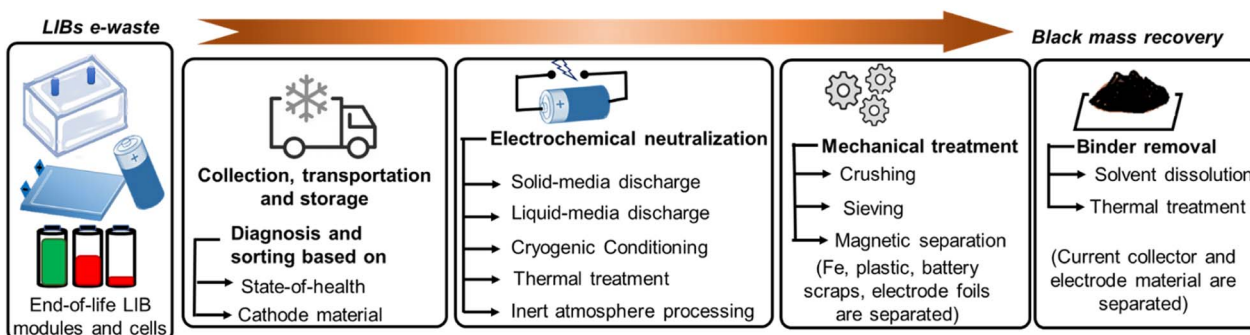 LIBs e-waste
Black mass recovery
End-of-life LIB
modules and cells
Collection, transportation
and storage
Diagnosis and
sorting based on
State-of-health
Cathode material
Electrochemical neutralization
Solid-media discharge
Liquid-media discharge
Cryogenic Conditioning
Thermal treatment
Inert atmosphere processing
Mechanical treatment
Crushing
Sieving
Magnetic separation
(Fe, plastic, battery
scraps, electrode foils
are separated)
Binder removal
Solvent dissolution
Thermal treatment
(Current collector and
electrode material are
separated)